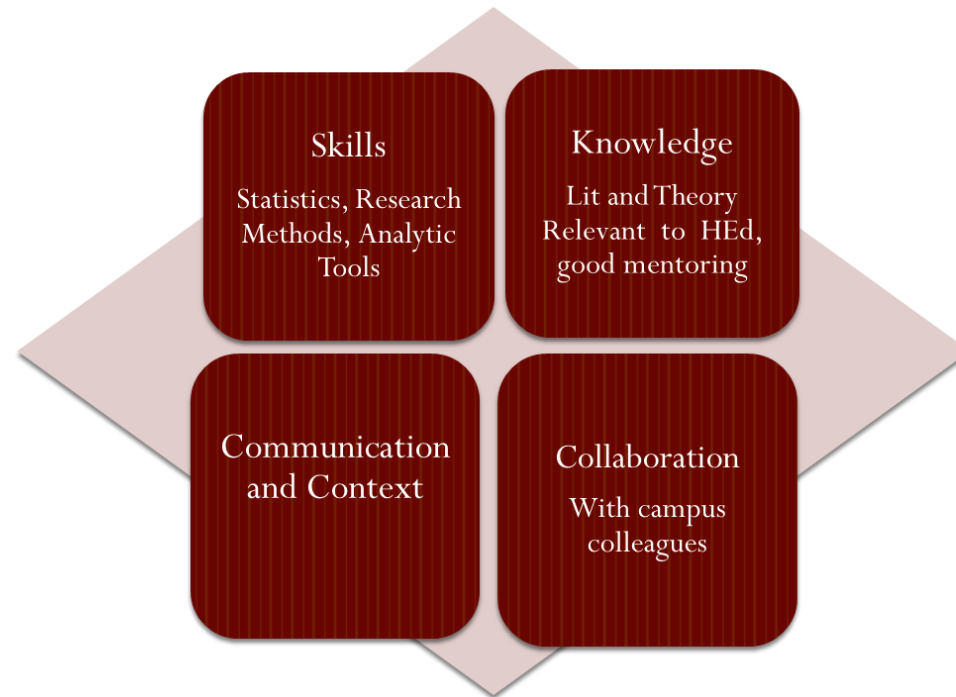 Skills
Statistics, Research
Methods, Analytic
Tools
Knowledge
Lit and Theory
Relevant to HEd,
good mentoring
Communication
and Context
Collaboration
With campus
colleagues